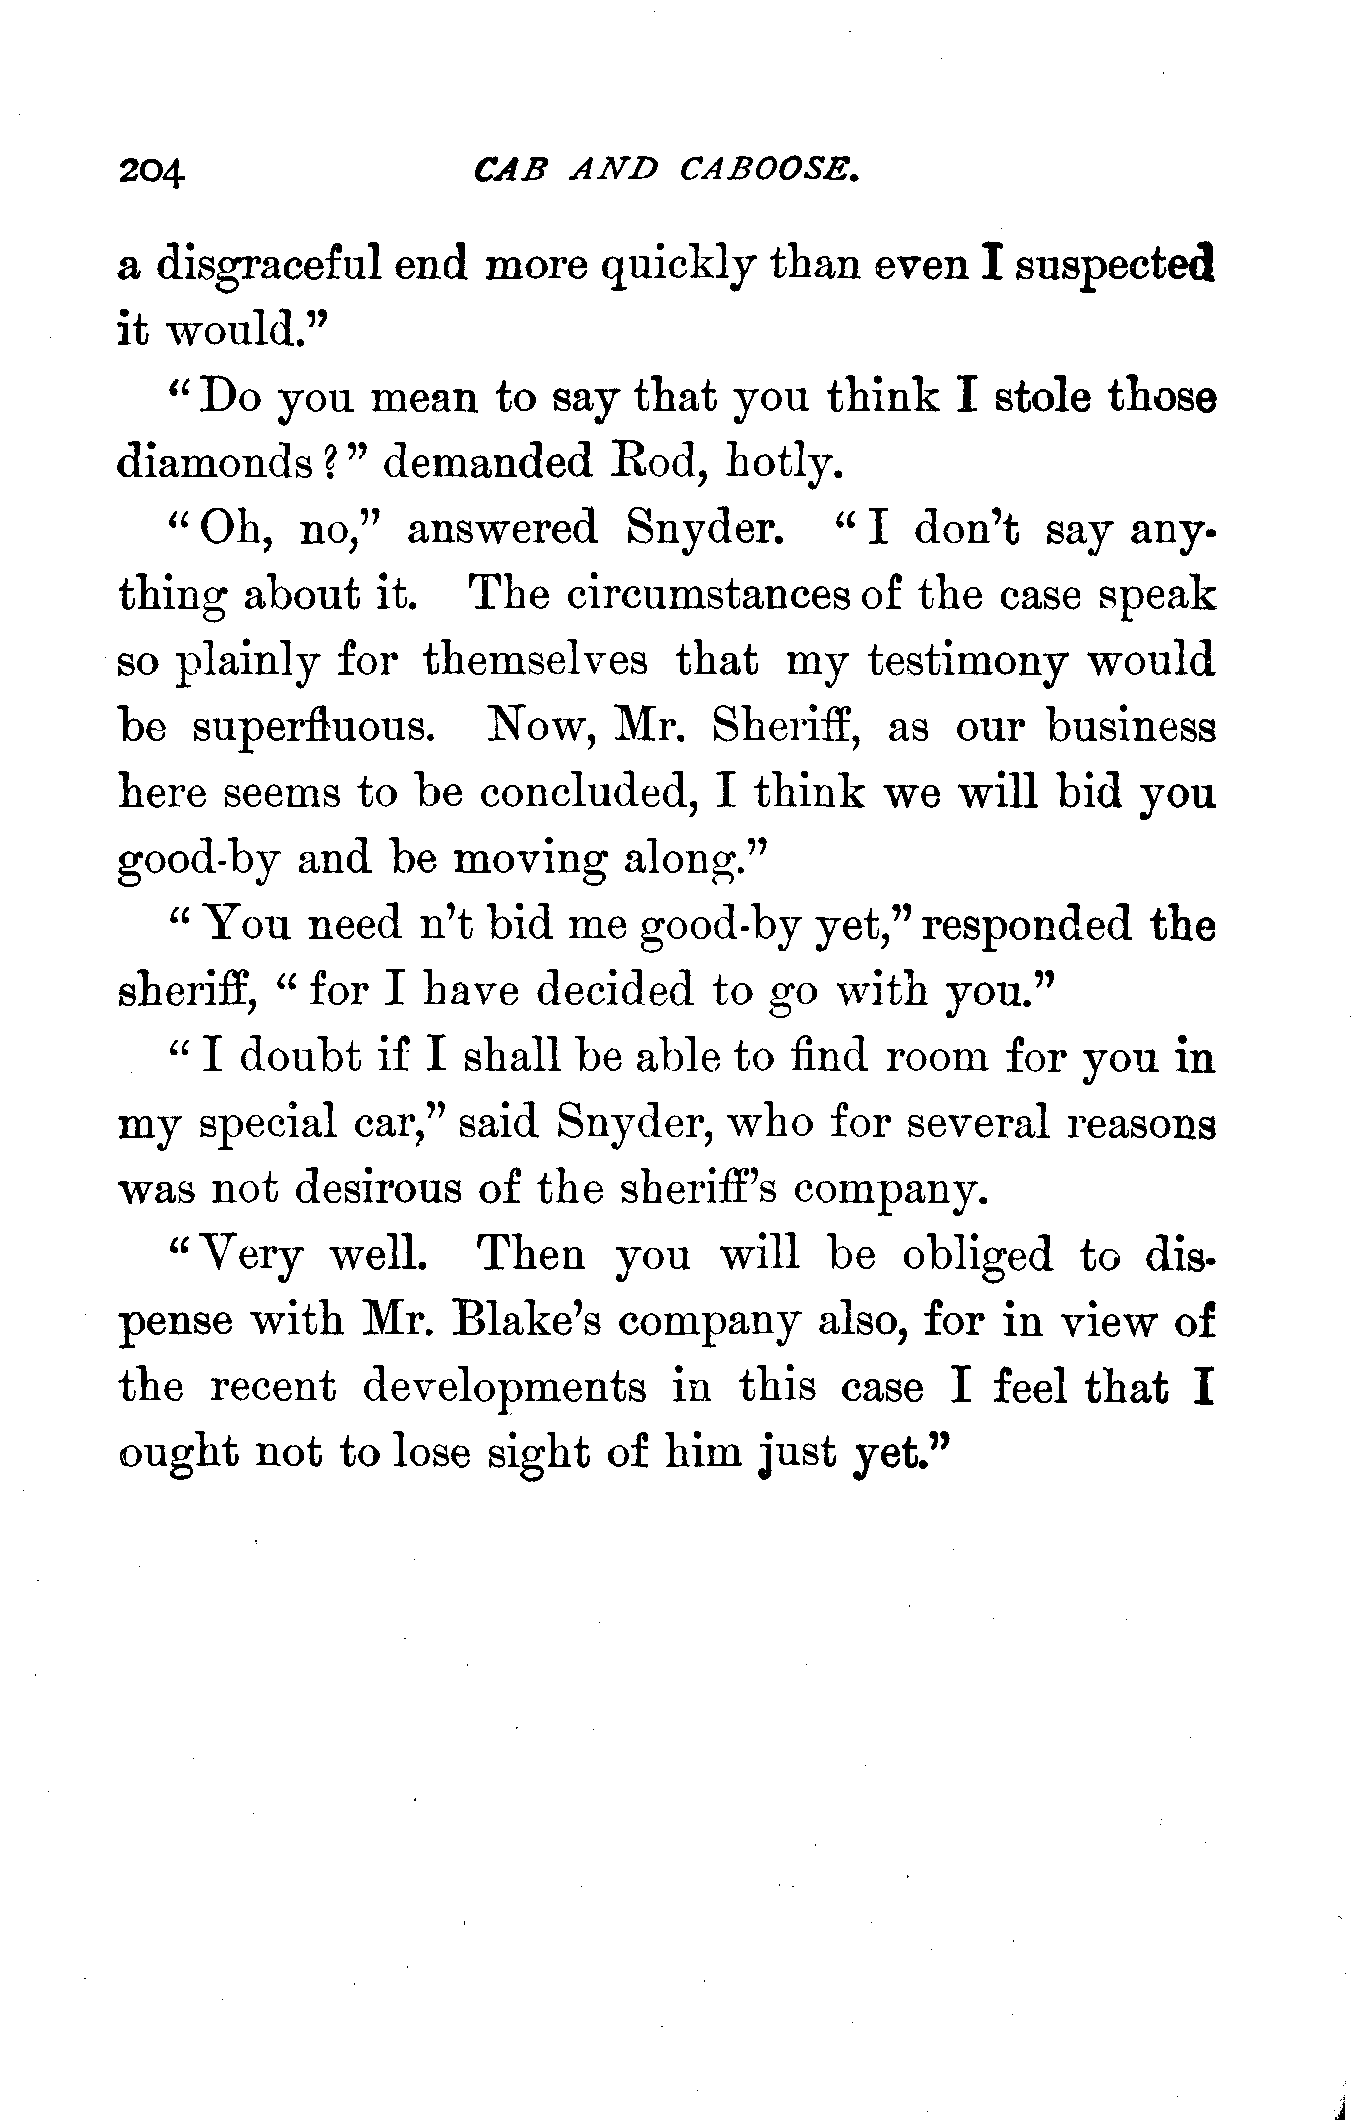 204 CAB AND CABOOSE.
a disgraceful end more quickly than even I suspected
it would.”
“Do you mean to say that you think I stole those
diamonds?” demanded Rod, hotly.
“Oh, no,” answered Snyder. “I don’t say any-
thing about it. The circumstances of the case speak
so plainly for themselves that my testimony would
be superfluous. Now, Mr. Sheriff, as our business
here seems to be concluded, I think we will bid you
good-by and be moving along.”
“You need n’t bid me good-by yet,” responded the
sheriff, “for I have decided to go with you.”
“I doubt if I shall be able to find room for you in
my special car,” said Snyder, who for several reasons
was not desirous of the sheriff’s company.
“Very well. Then you will be obliged to dis-
pense with Mr. Blake’s company also, for in view of
the recent developments in this case I feel that I
ought not to lose sight of him just yet.”